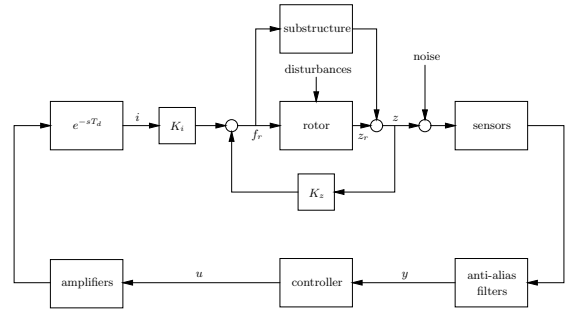 substructure
disturbances
noise
e^{-sT_d}
i
K_i
f_r
rotor
z_r
z
sensors
K_z
amplifiers
u
controller
y
anti-alias
filters